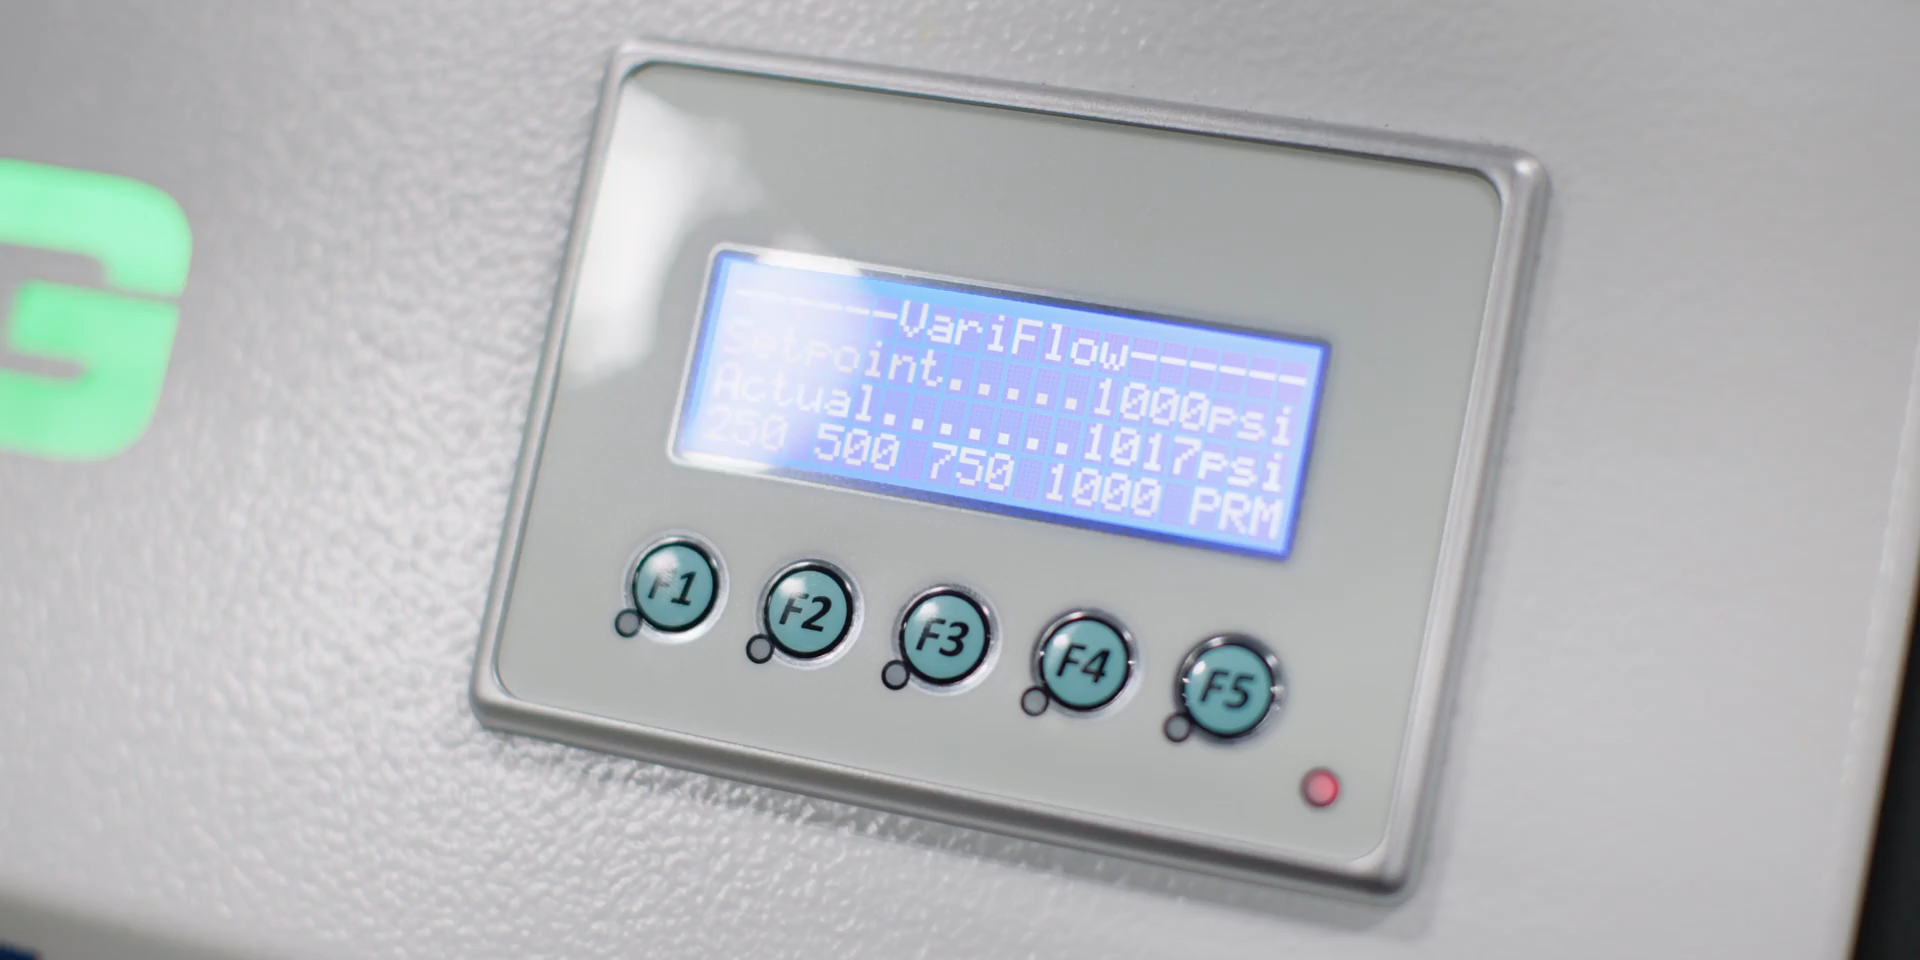 G
------VariFlow------
Setpoint.....1000psi
Actual.......1017psi
250 500 750 1000 PRM
F1 F2 F3 F4 F5